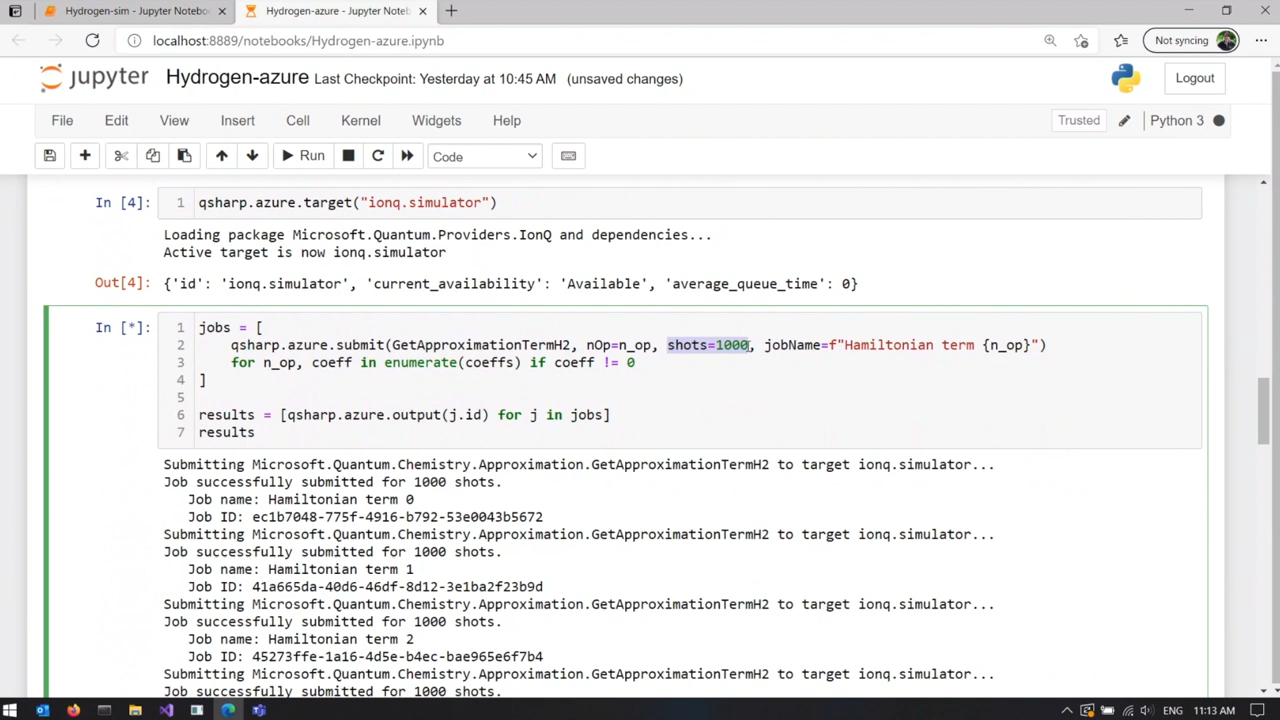 Hydrogen-sim - Jupyter Notebo
Hydrogen-azure - Jupyter Noteb
localhost:8889/notebooks/Hydrogen-azure.ipynb
Not syncing
jupyter Hydrogen-azure Last Checkpoint: Yesterday at 10:45 AM (unsaved changes)
Logout
File Edit View Insert Cell Kernel Widgets Help
Trusted Python 3
Run Code
In [4]: 1 qsharp.azure.target("ionq.simulator")
Loading package Microsoft.Quantum.Providers.IonQ and dependencies...
Active target is now ionq.simulator
Out[4]: {'id': 'ionq.simulator', 'current_availability': 'Available', 'average_queue_time': 0}
In [*]: 1 jobs = [
2 qsharp.azure.submit(GetApproximationTermH2, nOp=n_op, shots=1000, jobName=f"Hamiltonian term {n_op}")
3 for n_op, coeff in enumerate(coeffs) if coeff != 0
4 ]
5
6 results = [qsharp.azure.output(j.id) for j in jobs]
7 results
Submitting Microsoft.Quantum.Chemistry.Approximation.GetApproximationTermH2 to target ionq.simulator...
Job successfully submitted for 1000 shots.
Job name: Hamiltonian term 0
Job ID: ec1b7048-775f-4916-b792-53e0043b5672
Submitting Microsoft.Quantum.Chemistry.Approximation.GetApproximationTermH2 to target ionq.simulator...
Job successfully submitted for 1000 shots.
Job name: Hamiltonian term 1
Job ID: 41a665da-40d6-46df-8d12-3e1ba2f23b9d
Submitting Microsoft.Quantum.Chemistry.Approximation.GetApproximationTermH2 to target ionq.simulator...
Job successfully submitted for 1000 shots.
Job name: Hamiltonian term 2
Job ID: 45273ffe-1a16-4d5e-b4ec-bae965e6f7b4
Submitting Microsoft.Quantum.Chemistry.Approximation.GetApproximationTermH2 to target ionq.simulator...
Job successfully submitted for 1000 shots.
ENG 11:13 AM